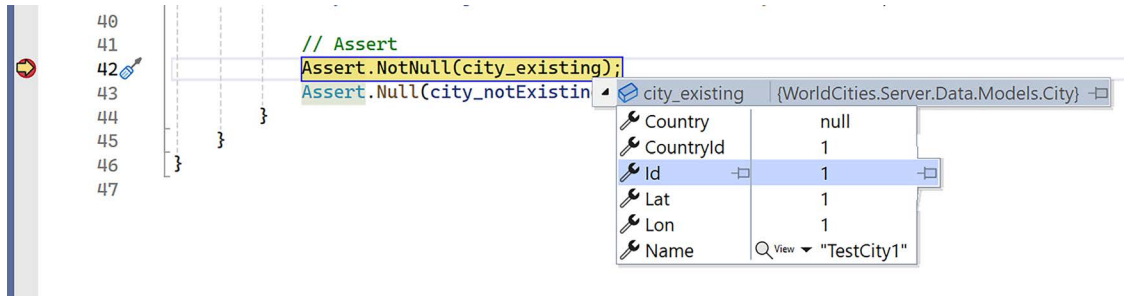 40
41 // Assert
42 Assert.NotNull(city_existing);
43 Assert.Null(city_notExistin
city_existing {WorldCities.Server.Data.Models.City}
44 }
Country null
45 }
CountryId 1
46 }
Id 1
47
Lat 1
Lon 1
Name View "TestCity1"